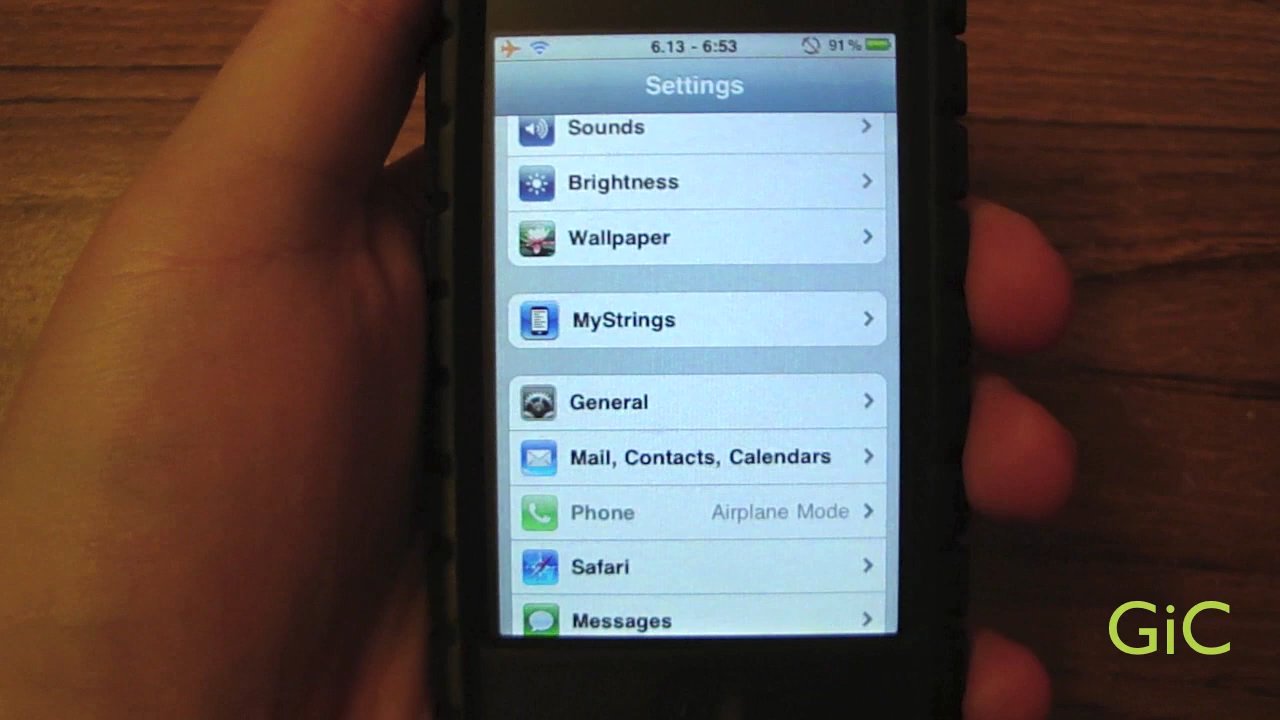 6.13 - 6:53 91%
Settings
Sounds
Brightness
Wallpaper
MyStrings
General
Mail, Contacts, Calendars
Phone Airplane Mode
Safari
Messages
GiC